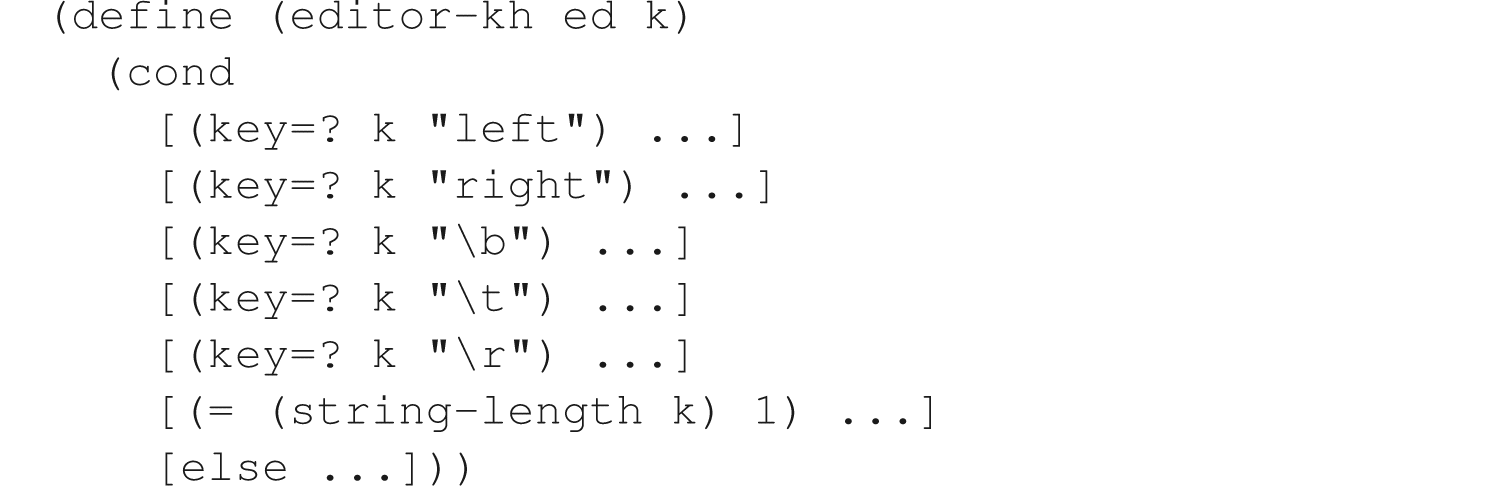 (define (editor-kh ed k)
(cond
[(key=? k "left") ...]
[(key=? k "right") ...]
[(key=? k "\b") ...]
[(key=? k "\t") ...]
[(key=? k "\r") ...]
[(= (string-length k) 1) ...]
[else ...]))